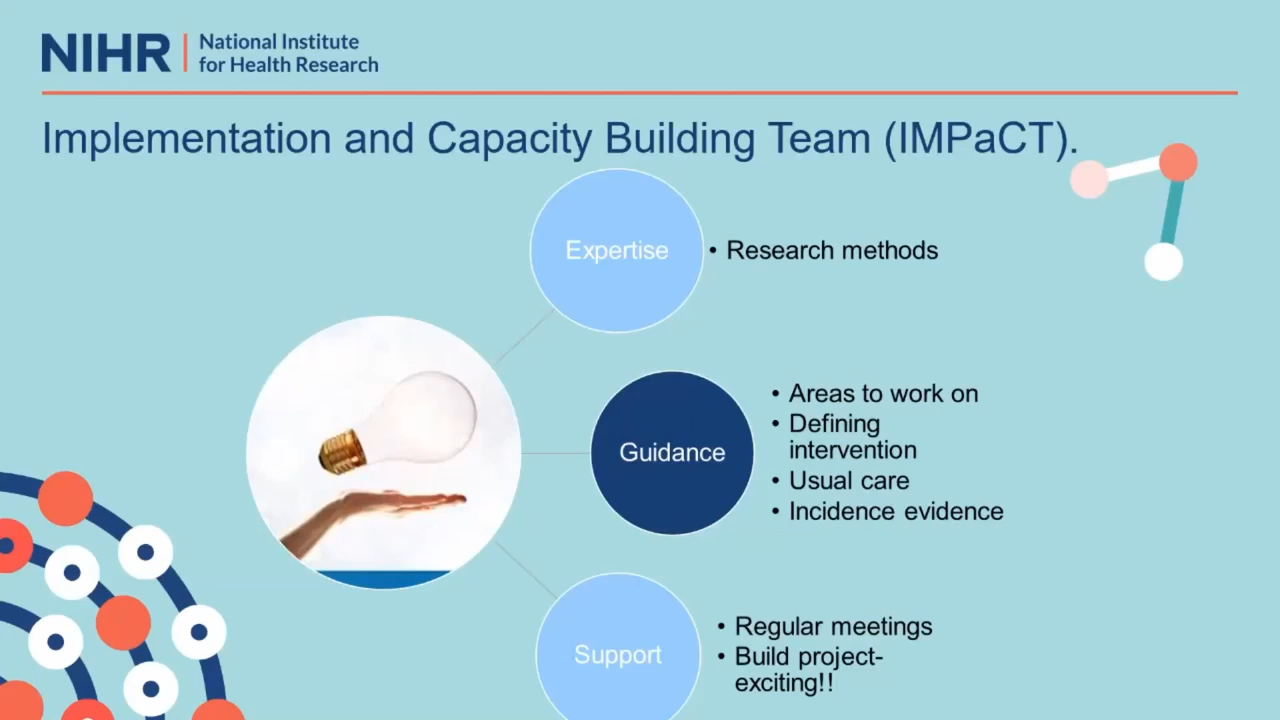 NIHR | National Institute
for Health Research
Implementation and Capacity Building Team (IMPaCT).
Expertise
• Research methods
Guidance
• Areas to work on
• Defining
intervention
• Usual care
• Incidence evidence
Support
• Regular meetings
• Build project-
exciting!!